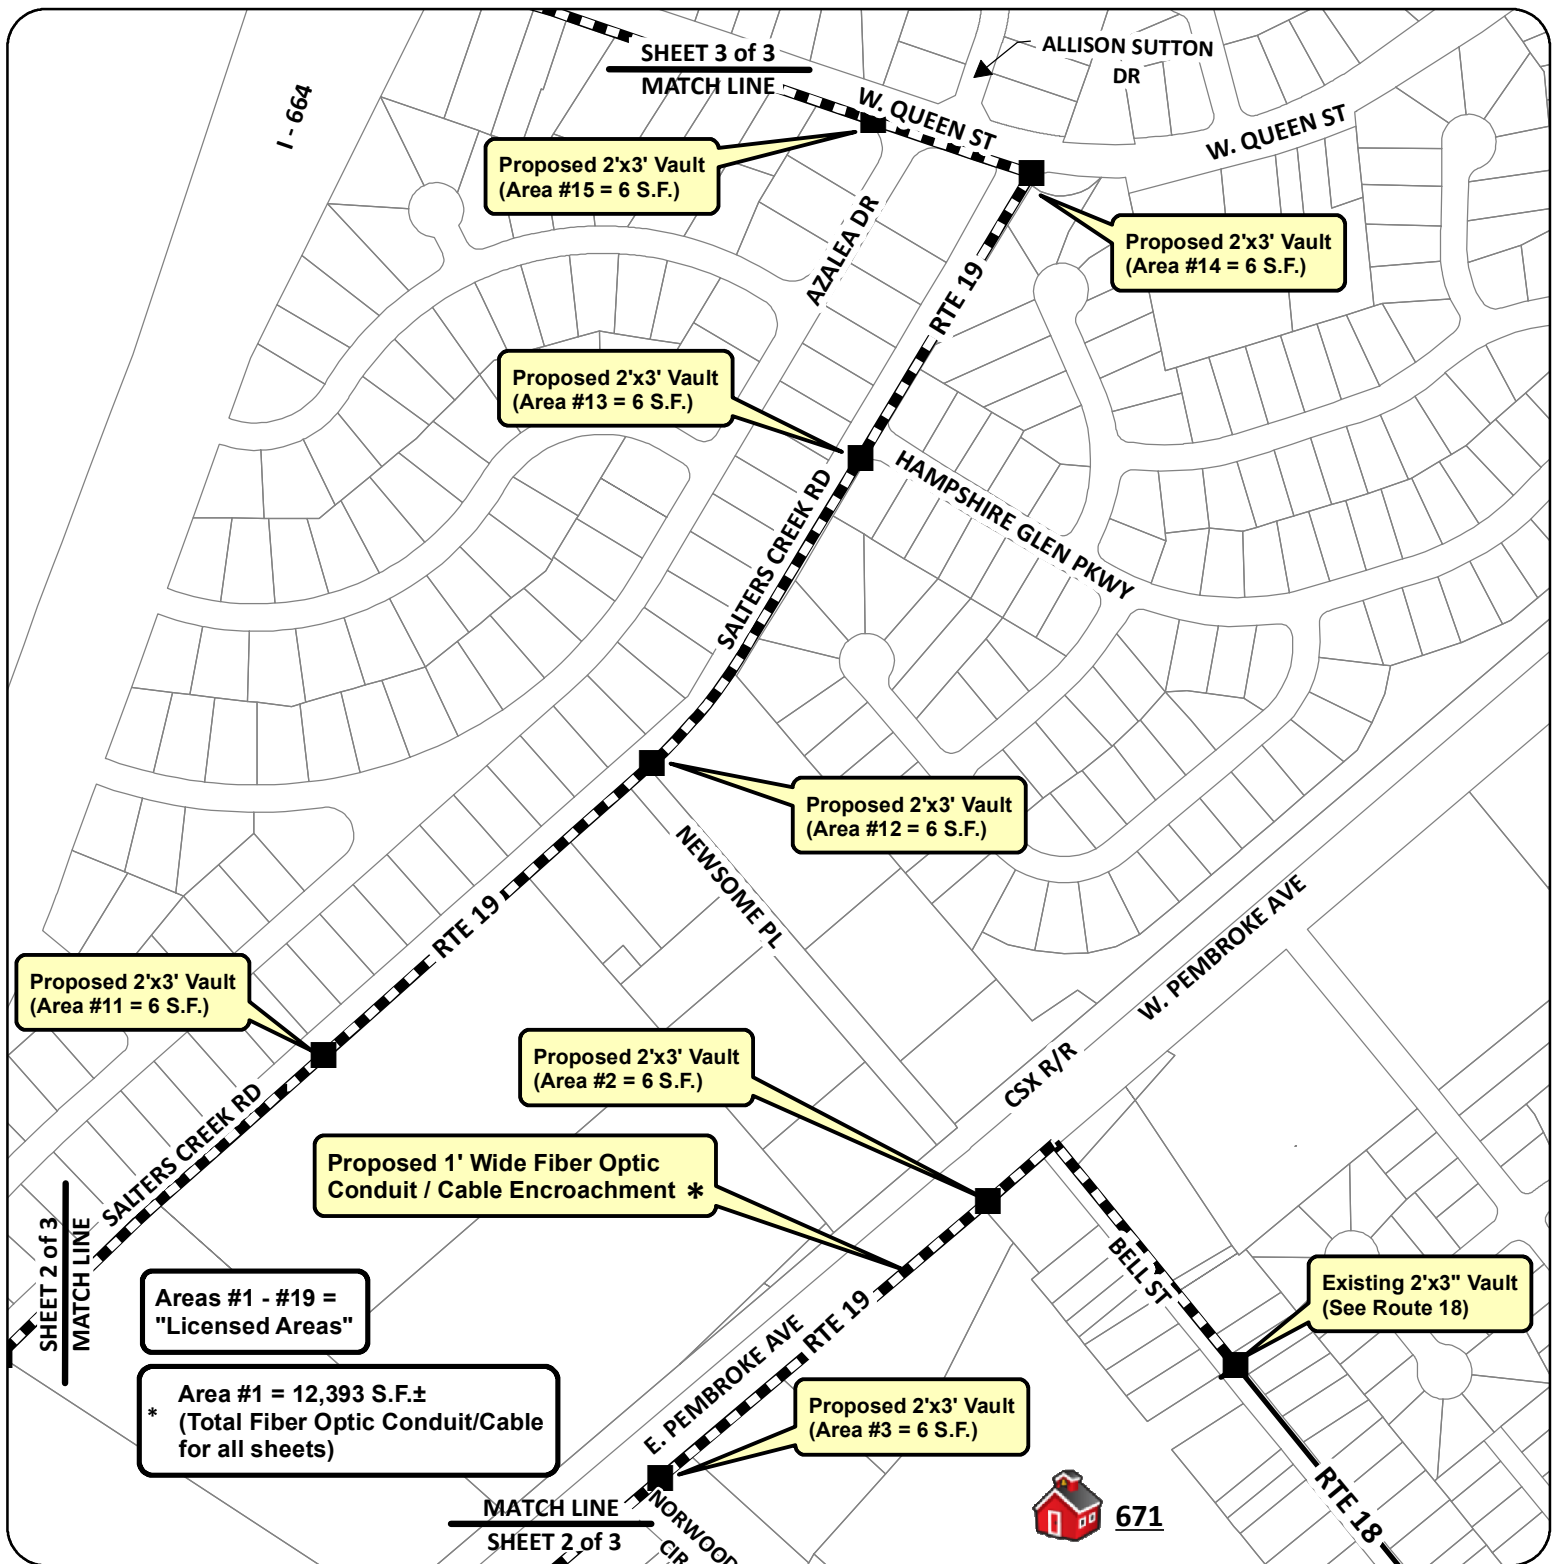 SHEET 3 of 3
MATCH LINE
ALLISON SUTTON
DR
I - 664
W. QUEEN ST
W. QUEEN ST
Proposed 2'x3' Vault
(Area #15 = 6 S.F.)
AZALEA DR
Proposed 2'x3' Vault
(Area #14 = 6 S.F.)
RTE 19
Proposed 2'x3' Vault
(Area #13 = 6 S.F.)
HAMPSHIRE GLEN PKWY
SALTERS CREEK RD
Proposed 2'x3' Vault
(Area #12 = 6 S.F.)
NEWSOME PL
RTE 19
W. PEMBROKE AVE
Proposed 2'x3' Vault
(Area #11 = 6 S.F.)
Proposed 2'x3' Vault
(Area #2 = 6 S.F.)
CSX R/R
SALTERS CREEK RD
Proposed 1' Wide Fiber Optic
Conduit / Cable Encroachment *
SHEET 2 of 3
MATCH LINE
BELL ST
Areas #1 - #19 =
"Licensed Areas"
Existing 2'x3" Vault
(See Route 18)
RTE 19
E. PEMBROKE AVE
* Area #1 = 12,393 S.F.±
(Total Fiber Optic Conduit/Cable
for all sheets)
Proposed 2'x3' Vault
(Area #3 = 6 S.F.)
MATCH LINE
SHEET 2 of 3
NORWOOD
CIR
671
RTE 18